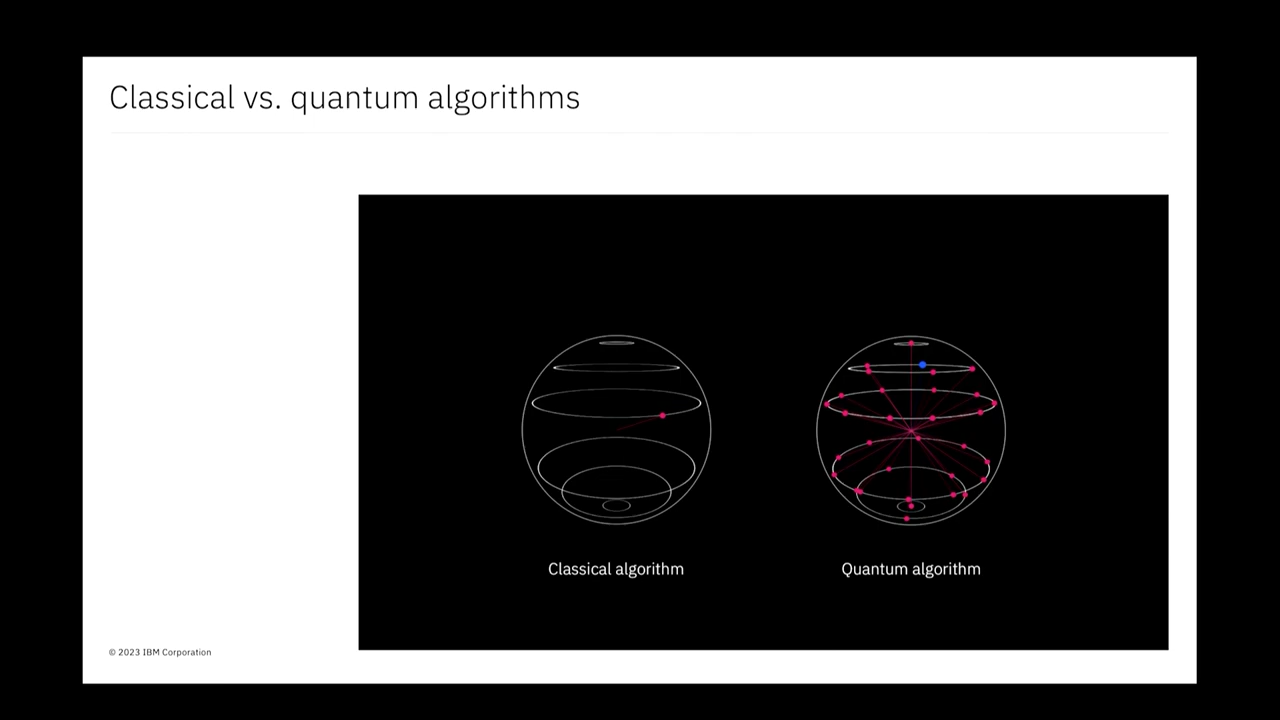 Classical vs. quantum algorithms
Classical algorithm
Quantum algorithm
© 2023 IBM Corporation